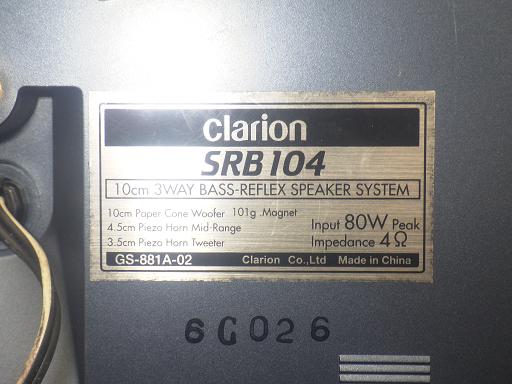 clarion
SRB104
10cm 3WAY BASS-REFLEX SPEAKER SYSTEM
10cm Paper Cone Woofer 101g .Magnet
4.5cm Piezo Horn Mid-Range
3.5cm Piezo Horn Tweeter
Input 80W Peak
Impedance 4Ω
GS-881A-02 Clarion Co.,Ltd Made in China
6G026